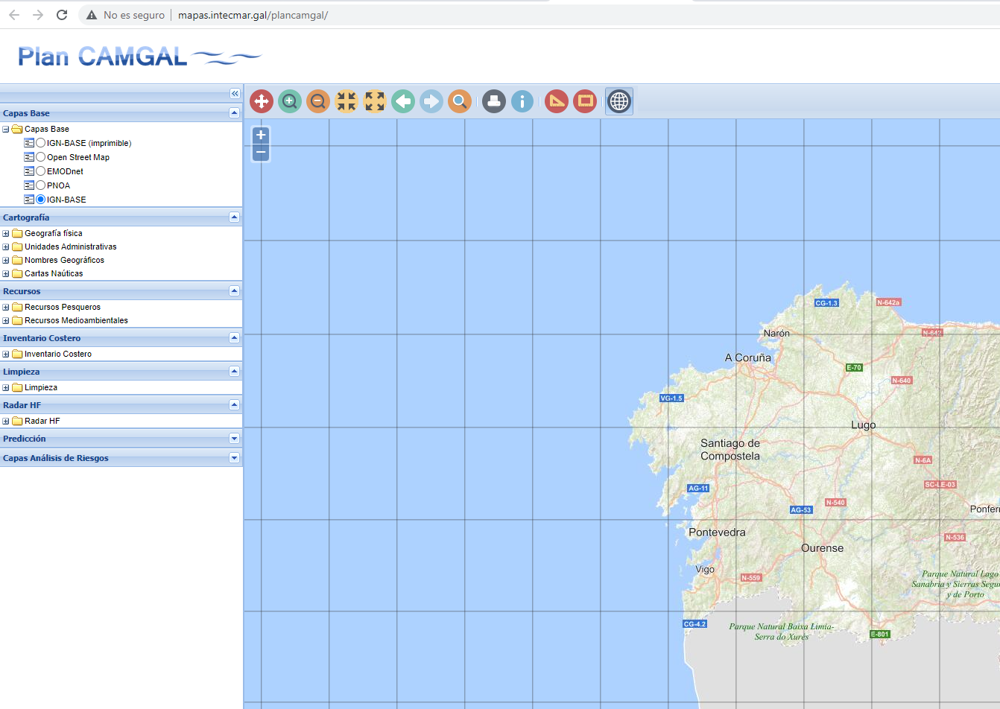 No es seguro
mapas.intecmar.gal/plancamgal/
Plan CAMGAL
Capas Base
Capas Base
IGN-BASE (imprimible)
Open Street Map
EMODnet
PNOA
IGN-BASE
Cartografía
Geografía física
Unidades Administrativas
Nombres Geográficos
Cartas Naúticas
Recursos
Recursos Pesqueros
Recursos Medioambientales
Inventario Costero
Inventario Costero
Limpieza
Limpieza
Radar HF
Radar HF
Predicción
Capas Análisis de Riesgos
CG-1.3
N-642a
Narón
N-642
A Coruña
E-70
N-640
VG-1.5
Lugo
Santiago de
Compostela
N-6A
SC-LE-03
AG-11
N-540
AG-53
Ponferr
Pontevedra
N-536
Ourense
Vigo
N-559
Parque Natural Lago
Sanabria y Sierras Segun
y de Porto
CG-4.2
Parque Natural Baixa Limia-
Serra do Xurés
E-801